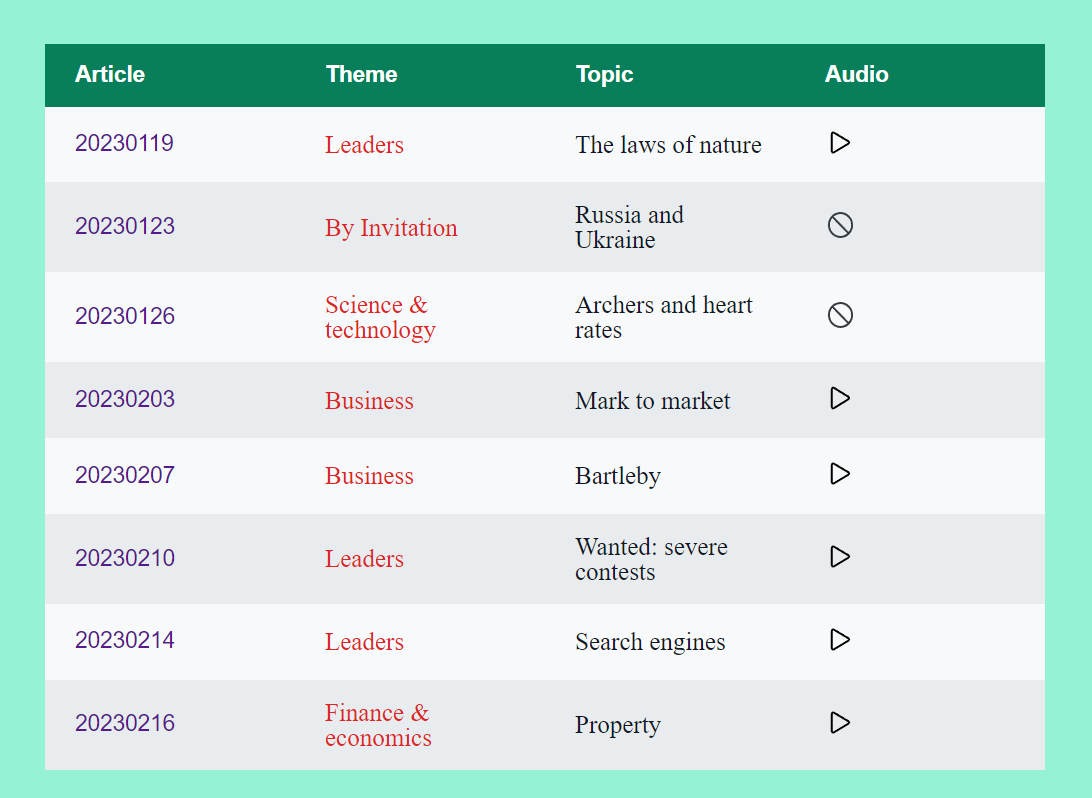 Article Theme Topic Audio
20230119 Leaders The laws of nature
20230123 By Invitation Russia and
Ukraine
20230126 Science &
technology Archers and heart
rates
20230203 Business Mark to market
20230207 Business Bartleby
20230210 Leaders Wanted: severe
contests
20230214 Leaders Search engines
20230216 Finance &
economics Property